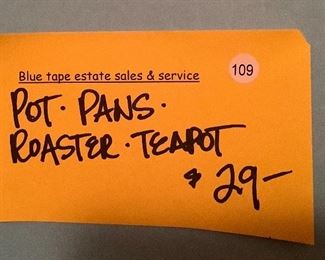 Blue tape estate sales & service 109
POT · PANS ·
ROASTER · TEAPOT
$ 29–